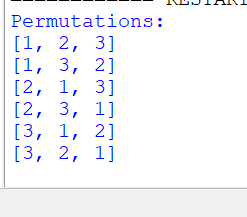 ============ RESTART
Permutations:
[1, 2, 3]
[1, 3, 2]
[2, 1, 3]
[2, 3, 1]
[3, 1, 2]
[3, 2, 1]